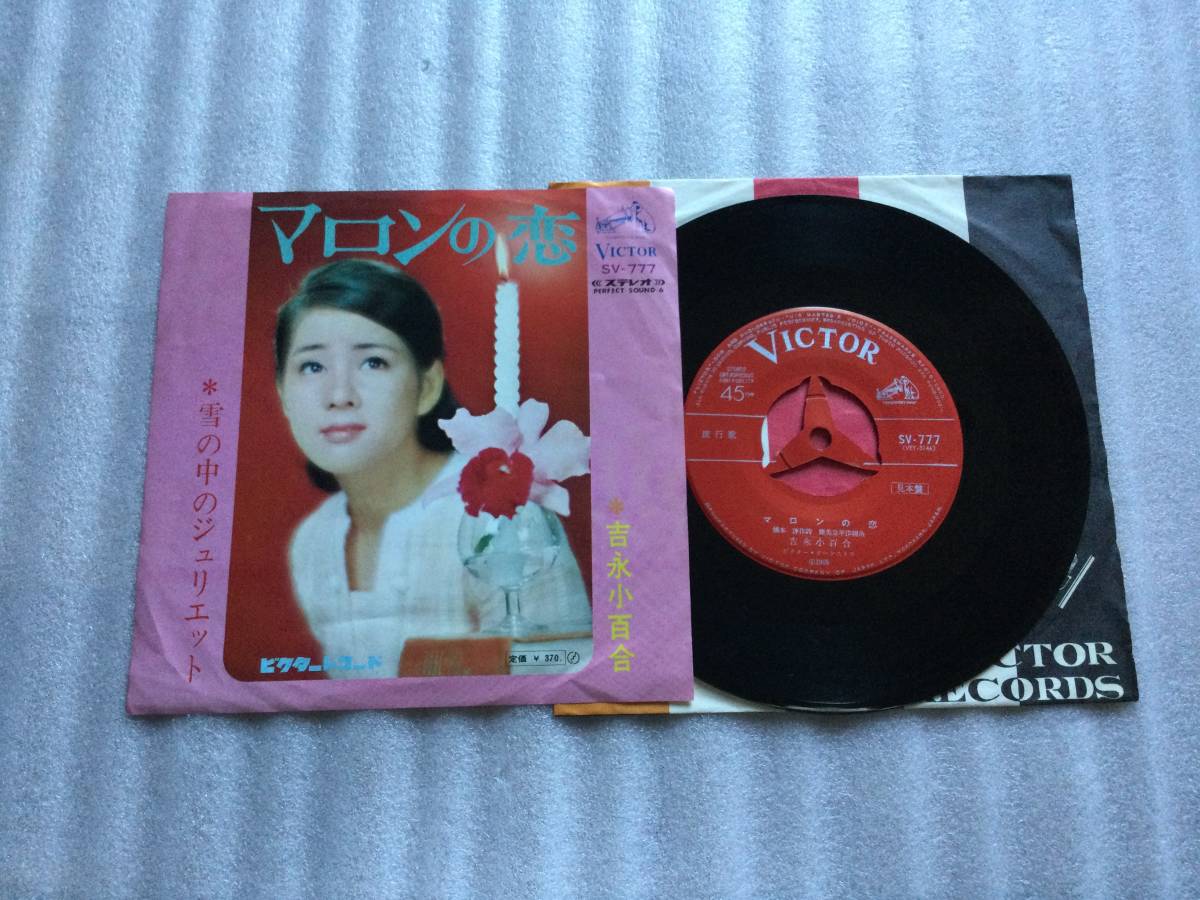 マロンの恋
VICTOR
SV-777
ステレオ
PERFECT SOUND 6
*雪の中のジュリエット
*吉永小百合
ビクターレコード
定価 ¥ 370.
VICTOR
STEREO
45
流行歌
SV-777
見本盤
マロンの恋
吉永小百合
CTOR
RECORDS